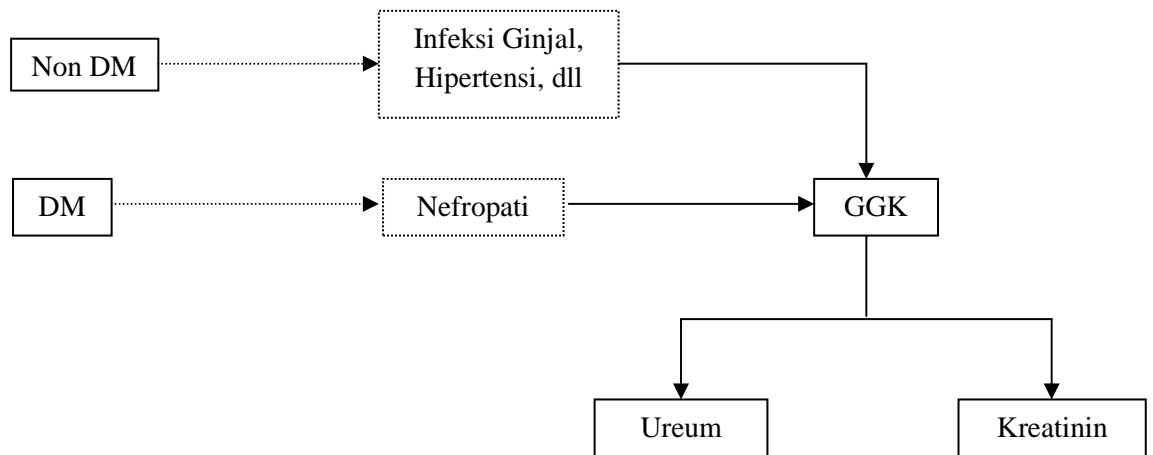 Non DM
Infeksi Ginjal,
Hipertensi, dll
DM
Nefropati
GGK
Ureum
Kreatinin